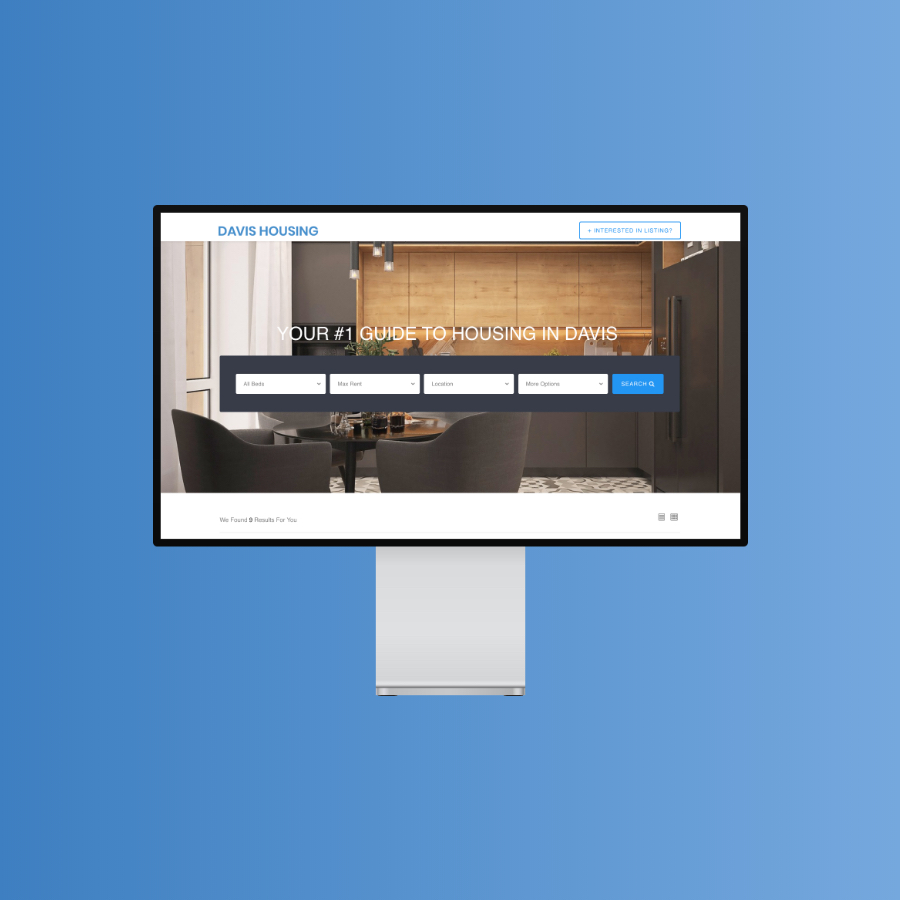 DAVIS HOUSING
+ INTERESTED IN LISTING?
YOUR #1 GUIDE TO HOUSING IN DAVIS
All Beds
Max Rent
Location
More Options
SEARCH
We Found 9 Results For You